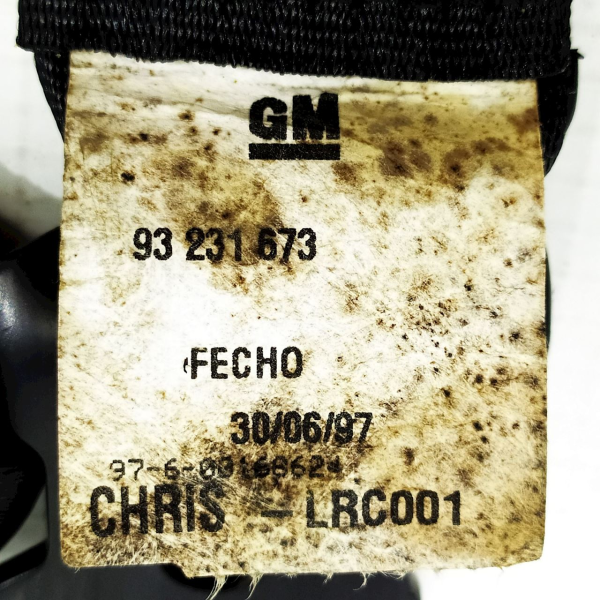 GM
93 231 673
FECHO
30/06/97
CHRIS - LRC001